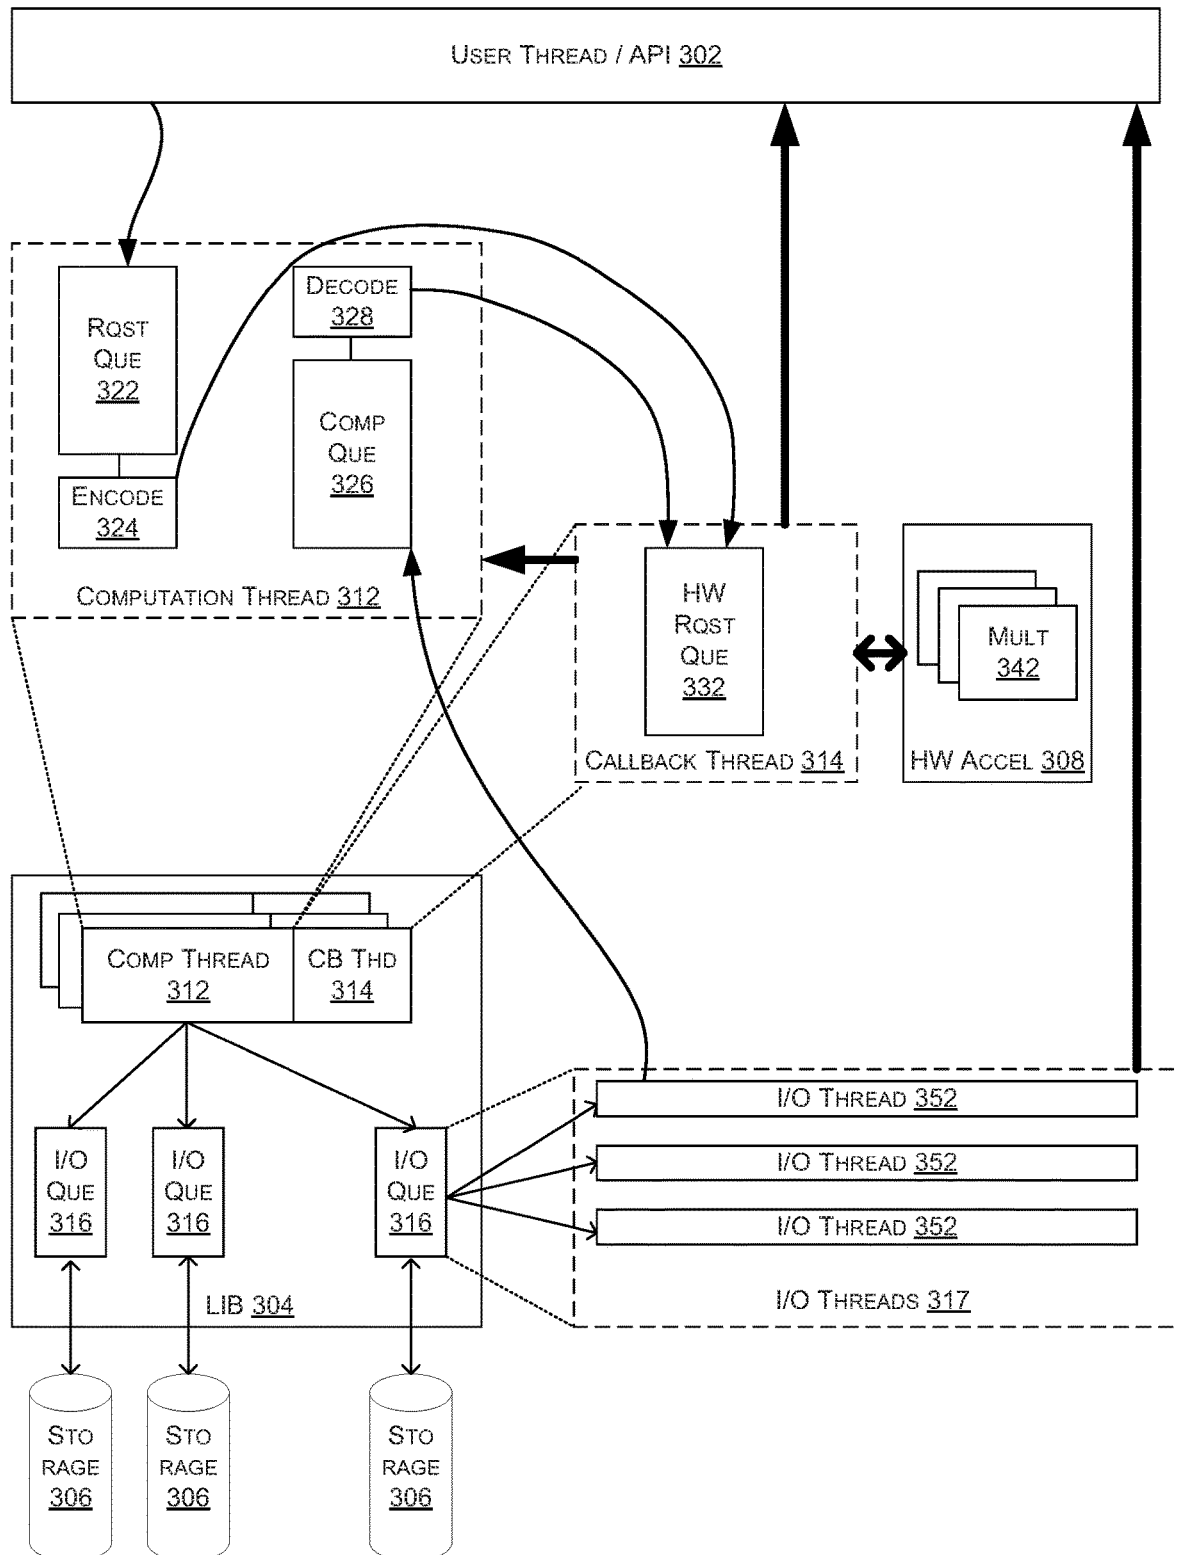 USER THREAD / API 302
RQST
QUE
322
ENCODE
324
DECODE
328
COMP
QUE
326
COMPUTATION THREAD 312
HW
RQST
QUE
332
CALLBACK THREAD 314
MULT
342
HW ACCEL 308
COMP THREAD
312
CB THD
314
I/O
QUE
316
I/O
QUE
316
I/O
QUE
316
LIB 304
I/O THREAD 352
I/O THREAD 352
I/O THREAD 352
I/O THREADS 317
STO
RAGE
306
STO
RAGE
306
STO
RAGE
306